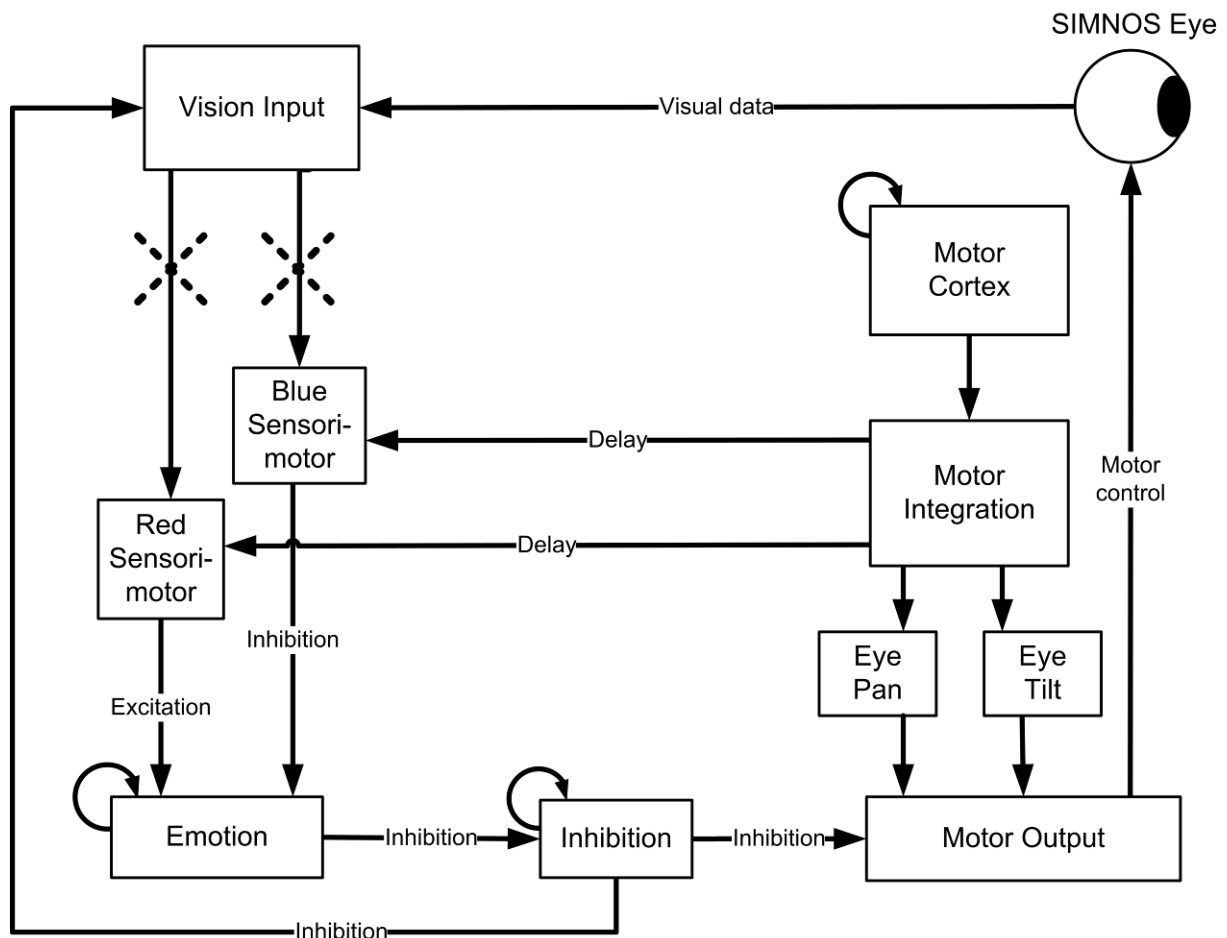 SIMNOS Eye
Vision Input
Visual data
Motor
Cortex
Blue
Sensori-
motor
Delay
Motor
Integration
Motor
control
Red
Sensori-
motor
Delay
Inhibition
Excitation
Eye
Pan
Eye
Tilt
Emotion
Inhibition
Inhibition
Inhibition
Motor Output
Inhibition